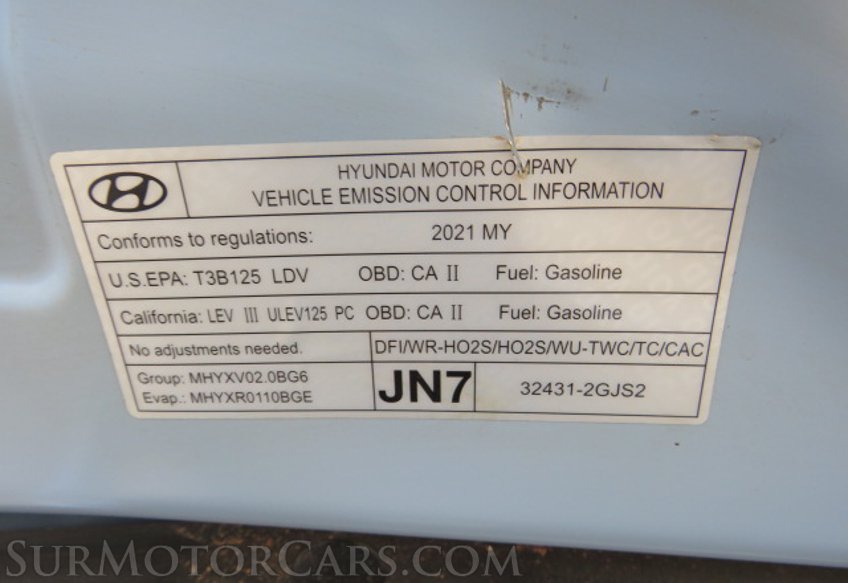 HYUNDAI MOTOR COMPANY
VEHICLE EMISSION CONTROL INFORMATION
Conforms to regulations: 2021 MY
U.S.EPA: T3B125 LDV OBD: CA II Fuel: Gasoline
California: LEV III ULEV125 PC OBD: CA II Fuel: Gasoline
No adjustments needed. DFI/WR-HO2S/HO2S/WU-TWC/TC/CAC
Group: MHYXV02.0BG6
Evap.: MHYXR0110BGE
JN7
32431-2GJS2
SURMOTORCARS.COM